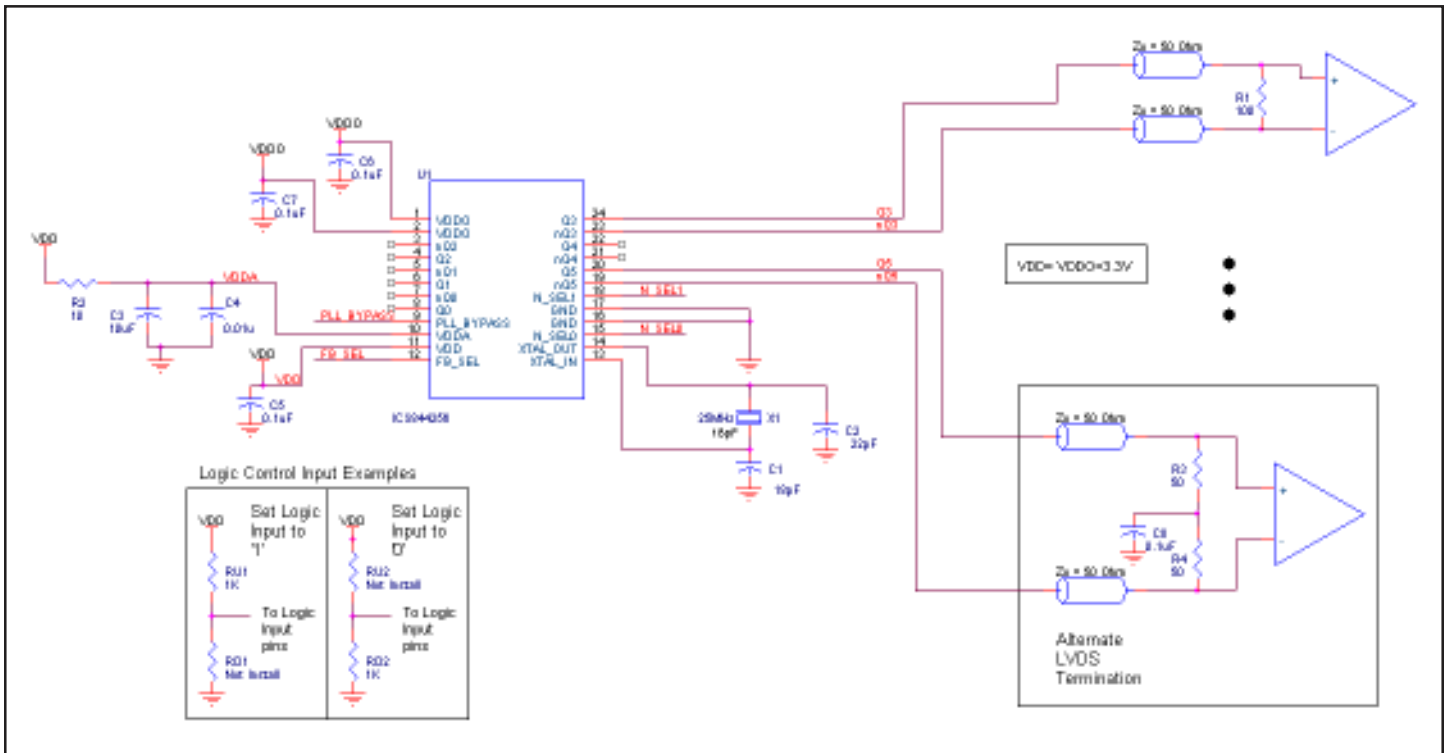 Zo = 50 Ohm
R1
100
Zo = 50 Ohm
+
-
VDDO
C6
0.1uF
VDDO
C7
0.1uF
U1
1
2
3
4
5
6
7
8
9
10
11
12
VDDO
VDDO
nQ2
Q2
nQ1
Q1
nQ0
Q0
PLL_BYPASS
VDDA
VDD
FB_SEL
Q3
nQ3
Q4
nQ4
Q5
nQ5
N_SEL1
GND
GND
N_SEL0
XTAL_OUT
XTAL_IN
24
23
22
21
20
19
18
17
16
15
14
13
Q3
nQ3
Q5
nQ5
N_SEL1
N_SEL0
VDD= VDDO=3.3V
VDD
VDDA
R2
10
C3
10uF
C4
0.01u
PLL_BYPASS
VDD
FB_SEL
VDD
C5
0.1uF
25MHz
X1
18pF
C2
22pF
C1
18pF
Logic Control Input Examples
VDD
Set Logic
Input to
'1'
RU1
1K
To Logic
Input
pins
RD1
Not Install
VDD
Set Logic
Input to
'0'
RU2
Not Install
To Logic
Input
pins
RD2
1K
Zo = 50 Ohm
R3
50
C8
0.1uF
R4
50
Zo = 50 Ohm
+
-
Alternate
LVDS
Termination